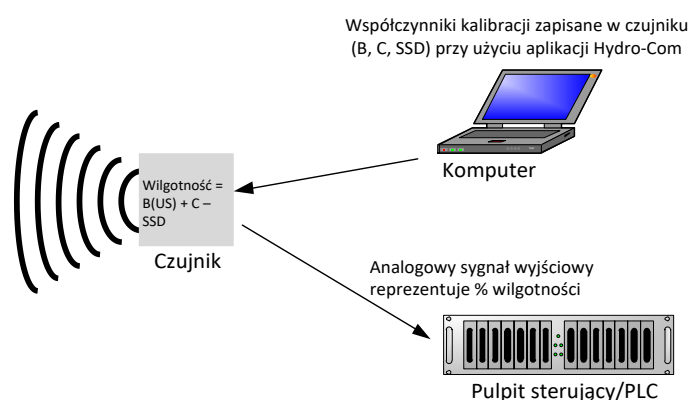 Współczynniki kalibracji zapisane w czujniku
(B, C, SSD) przy użyciu aplikacji Hydro-Com
Komputer
Wilgotność =
B(US) + C –
SSD
Czujnik
Analogowy sygnał wyjściowy
reprezentuje % wilgotności
Pulpit sterujący/PLC